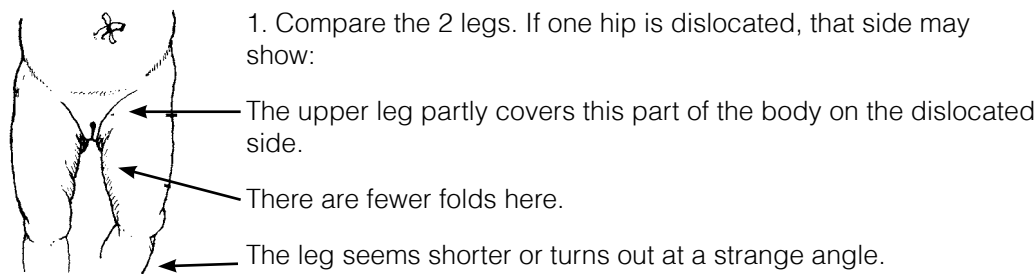 1. Compare the 2 legs. If one hip is dislocated, that side may
show:
The upper leg partly covers this part of the body on the dislocated
side.
There are fewer folds here.
The leg seems shorter or turns out at a strange angle.